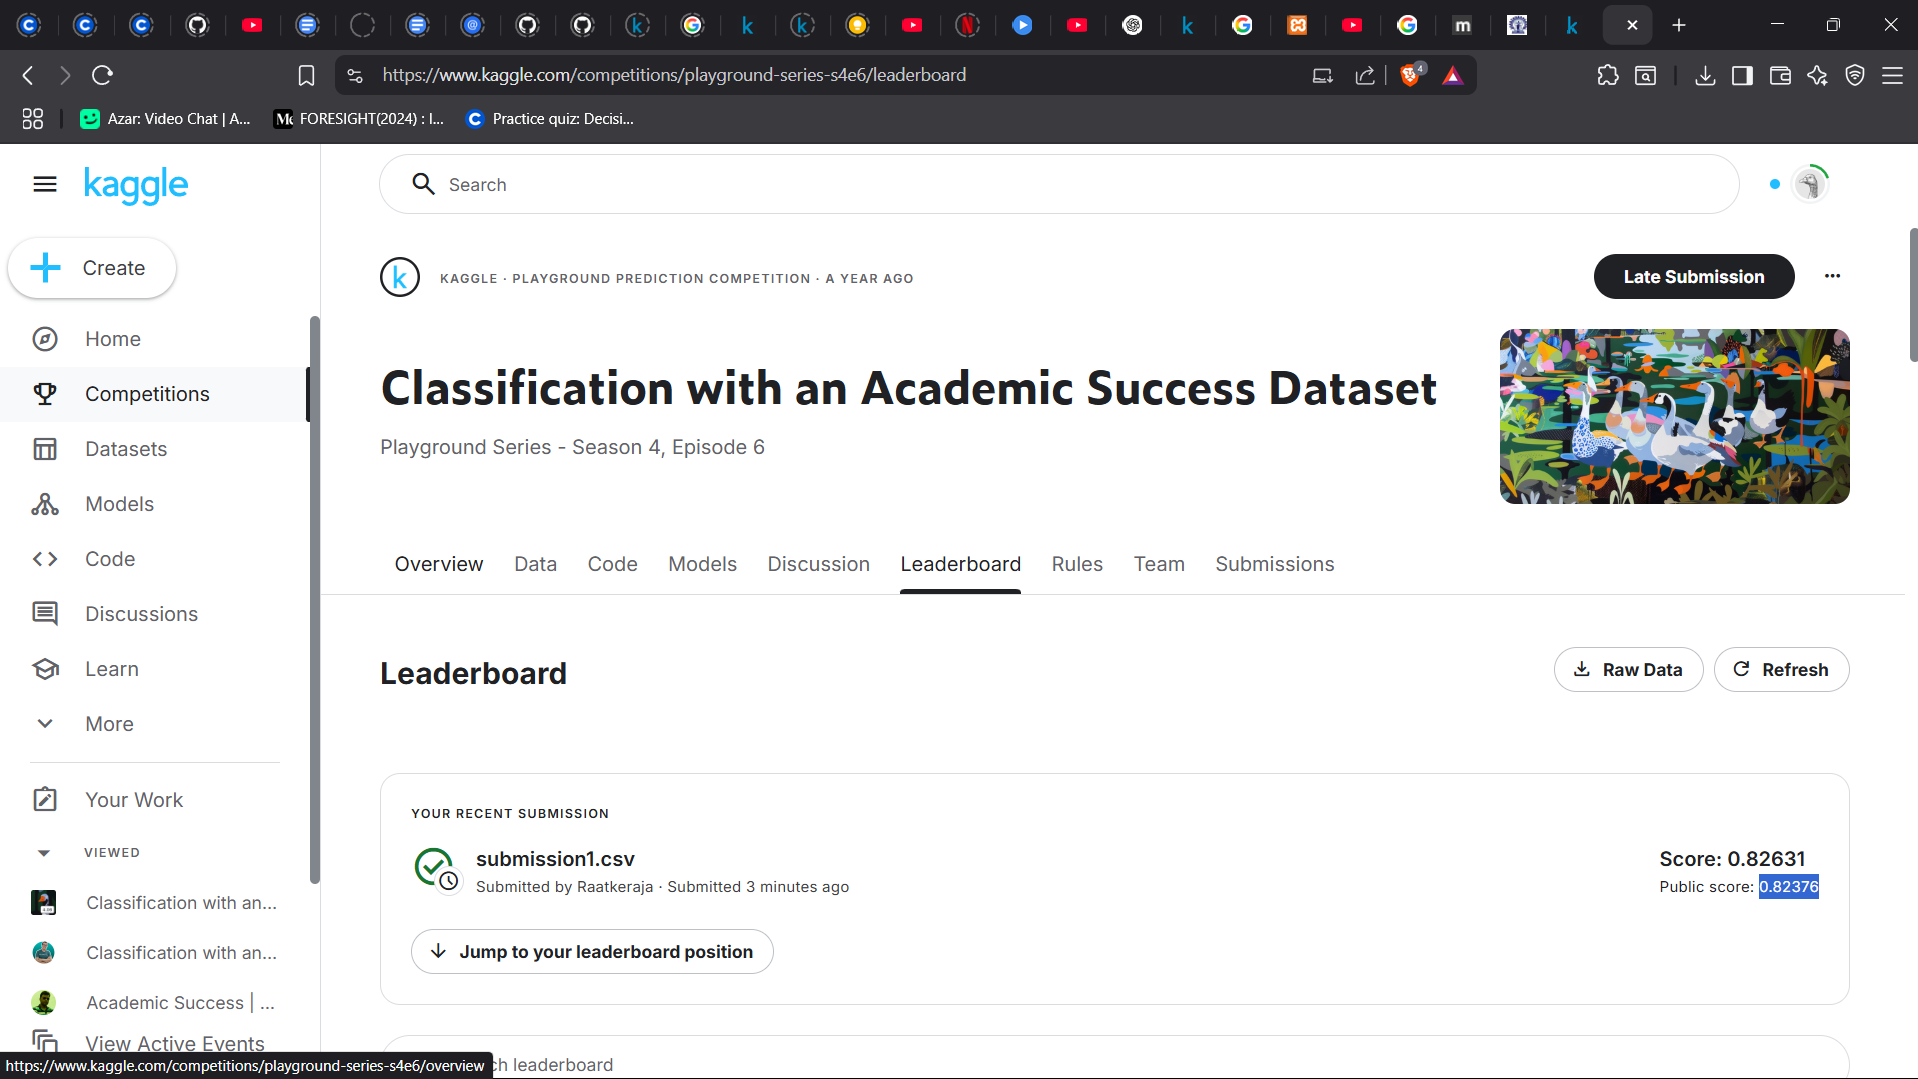 https://www.kaggle.com/competitions/playground-series-s4e6/leaderboard
4
Azar: Video Chat | A...
FORESIGHT(2024) : I...
Practice quiz: Decisi...
kaggle
Search
Create
KAGGLE · PLAYGROUND PREDICTION COMPETITION · A YEAR AGO
Late Submission
Home
Competitions
Datasets
Models
Code
Discussions
Learn
More
Your Work
VIEWED
Classification with an...
Classification with an...
Academic Success | ...
View Active Events
Classification with an Academic Success Dataset
Playground Series - Season 4, Episode 6
Overview Data Code Models Discussion Leaderboard Rules Team Submissions
Leaderboard
Raw Data
Refresh
YOUR RECENT SUBMISSION
submission1.csv
Submitted by Raatkeraja · Submitted 3 minutes ago
Score: 0.82631
Public score: 0.82376
Jump to your leaderboard position
ch leaderboard
https://www.kaggle.com/competitions/playground-series-s4e6/overview